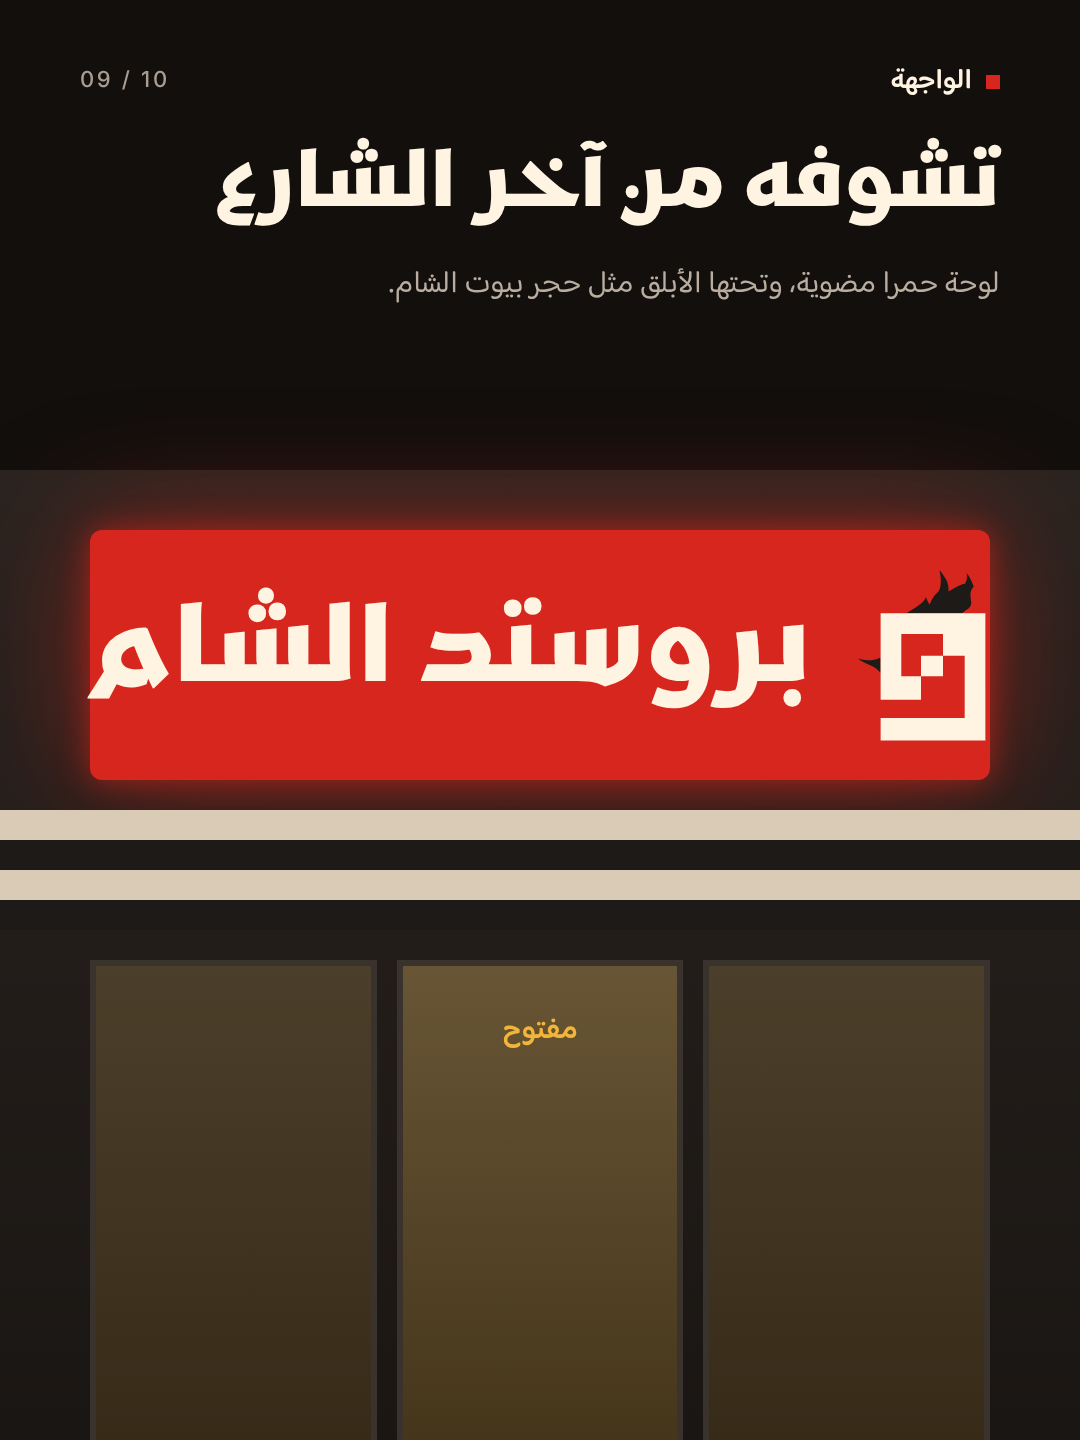 الواجهة
09 / 10
تشوفه من آخر الشارع
لوحة حمرا مضوية، وتحتها الأبلق مثل حجر بيوت الشام.
بروستد الشام
مفتوح